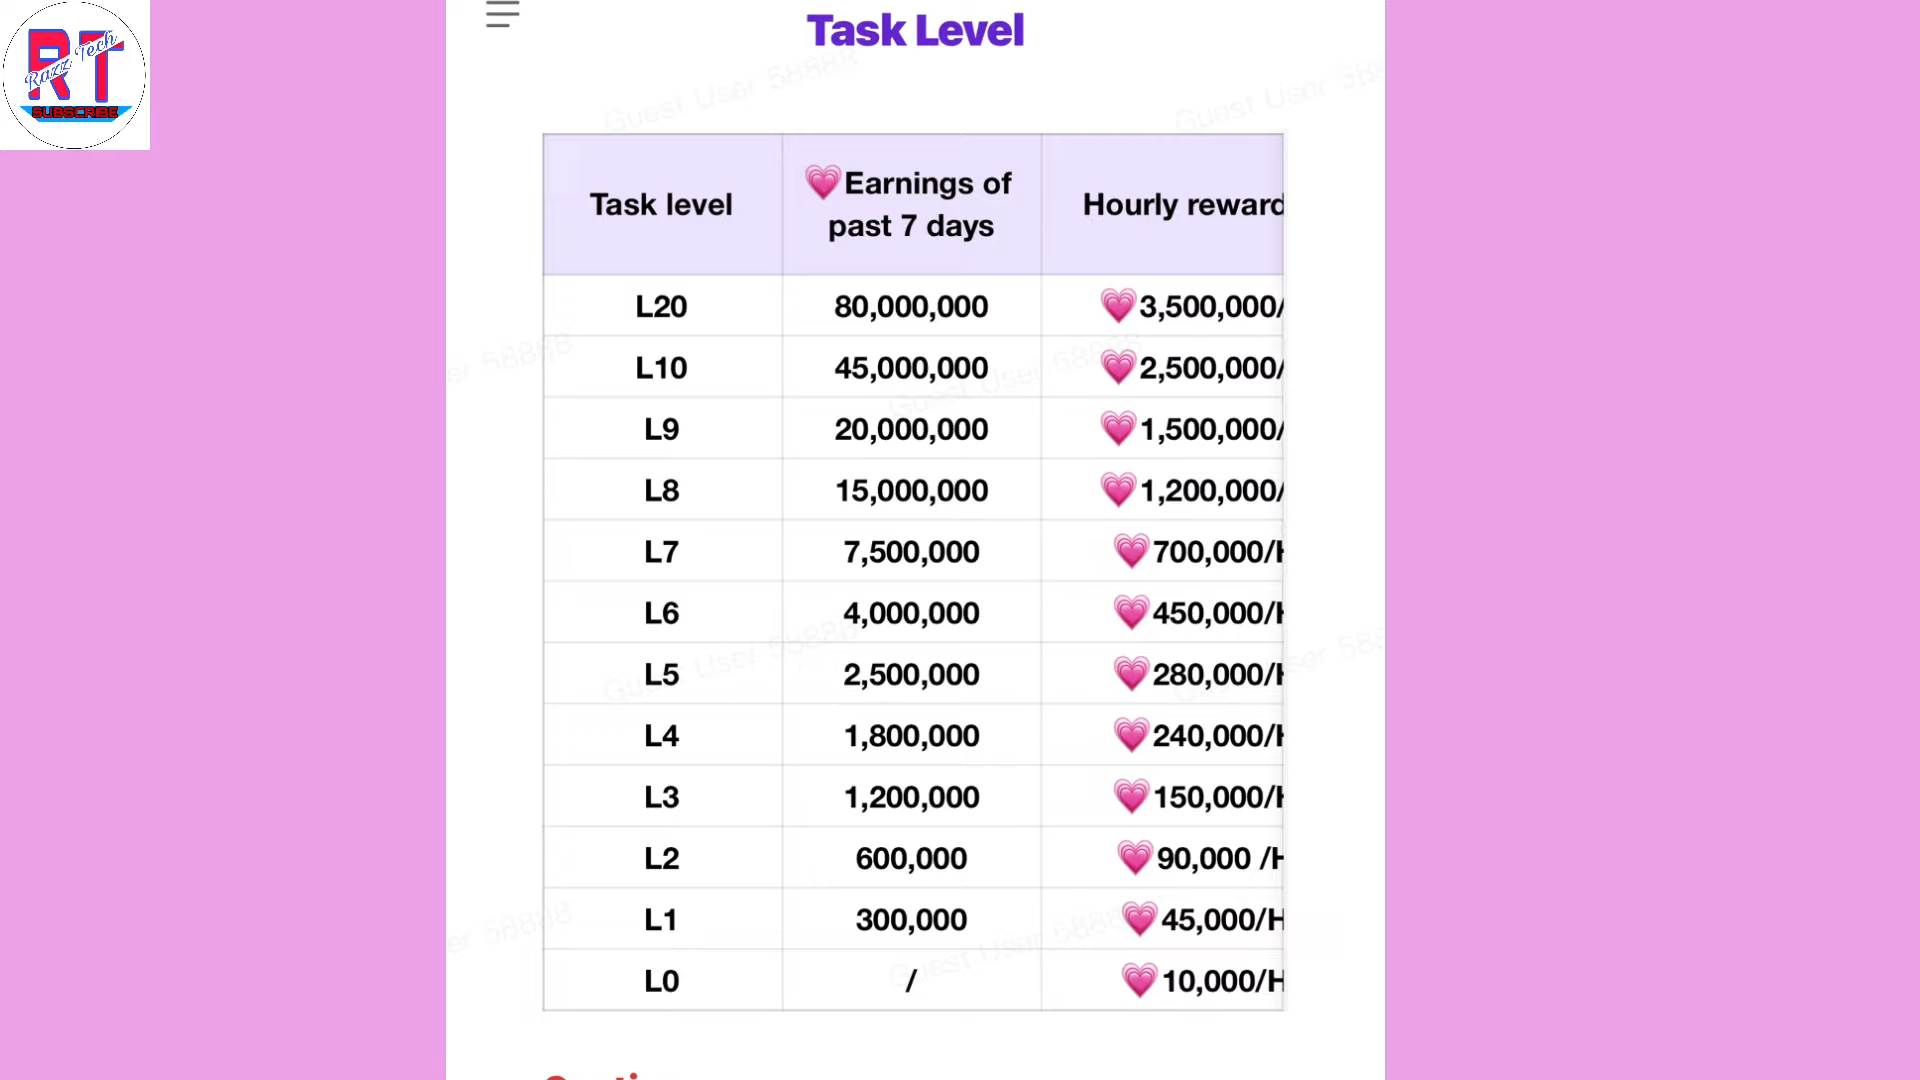 RT
Razz Tech
SUBSCRIBE
Task Level
Guest User 58888
Task level
💗Earnings of
past 7 days
Hourly reward
L20 80,000,000 💗3,500,000/
L10 45,000,000 💗2,500,000/
L9 20,000,000 💗1,500,000/
L8 15,000,000 💗1,200,000/
L7 7,500,000 💗700,000/H
L6 4,000,000 💗450,000/H
L5 2,500,000 💗280,000/H
L4 1,800,000 💗240,000/H
L3 1,200,000 💗150,000/H
L2 600,000 💗90,000 /H
L1 300,000 💗45,000/H
L0 / 💗10,000/H